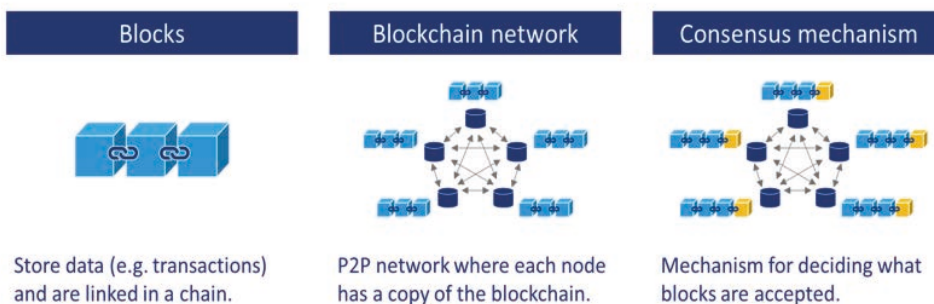 Blocks
Blockchain network
Consensus mechanism
Store data (e.g. transactions)
and are linked in a chain.
P2P network where each node
has a copy of the blockchain.
Mechanism for deciding what
blocks are accepted.